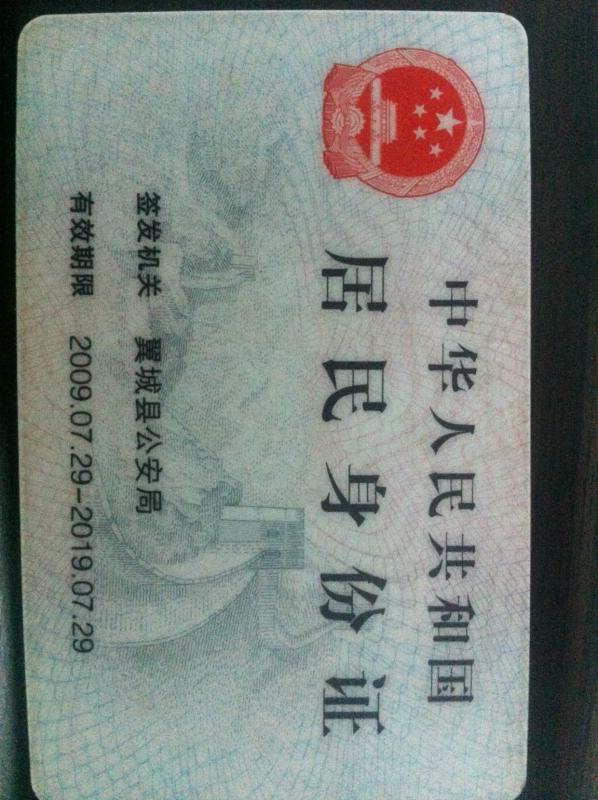 中华人民共和国
居民身份证
签发机关 翼城县公安局
有效期限 2009.07.29-2019.07.29